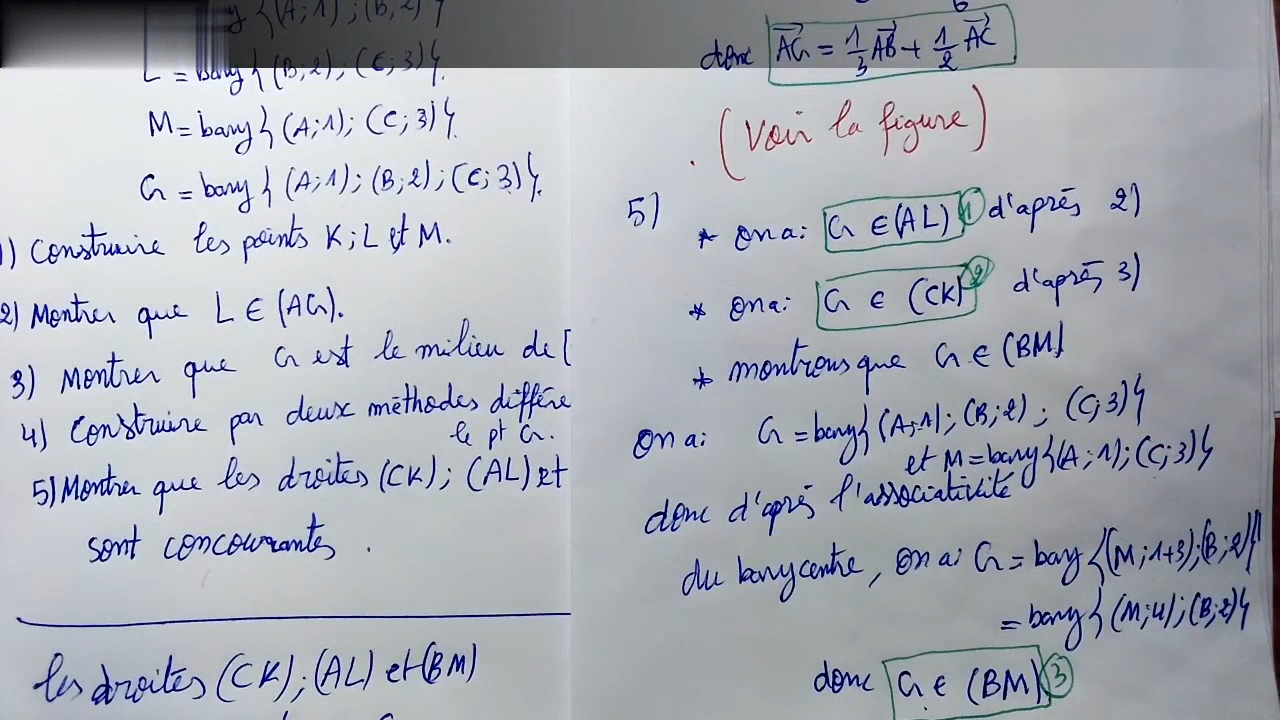 {(A;1);(B,2)}
L = bary{(B;2);(C;3)}.
M = bary{(A;1);(C;3)}.
G = bary{(A;1);(B;2);(C;3)}.
1) Construire les points K;L et M.
2) Montrer que L ∈ (AG).
3) Montrer que G est le milieu de [
4) Construire par deux méthodes différe
le pt G.
5) Montrer que les droites (CK); (AL) et
sont concourantes.
les droites (CK);(AL) et (BM)
donc AG = 1/3 AB + 1/2 AC
(Voir la figure)
5)
* on a: G ∈ (AL) 1 d'après 2)
* on a: G ∈ (CK) 2 d'après 3)
* montrons que G ∈ (BM)
On a: G = bary{(A;1);(B;2); (C;3)}
et M = bary{(A;1);(C;3)}
donc d'après l'associativité
du barycentre, on a: G = bary{(M;1+3);(B;2)}
= bary{(M;4);(B;2)}
donc G ∈ (BM) 3